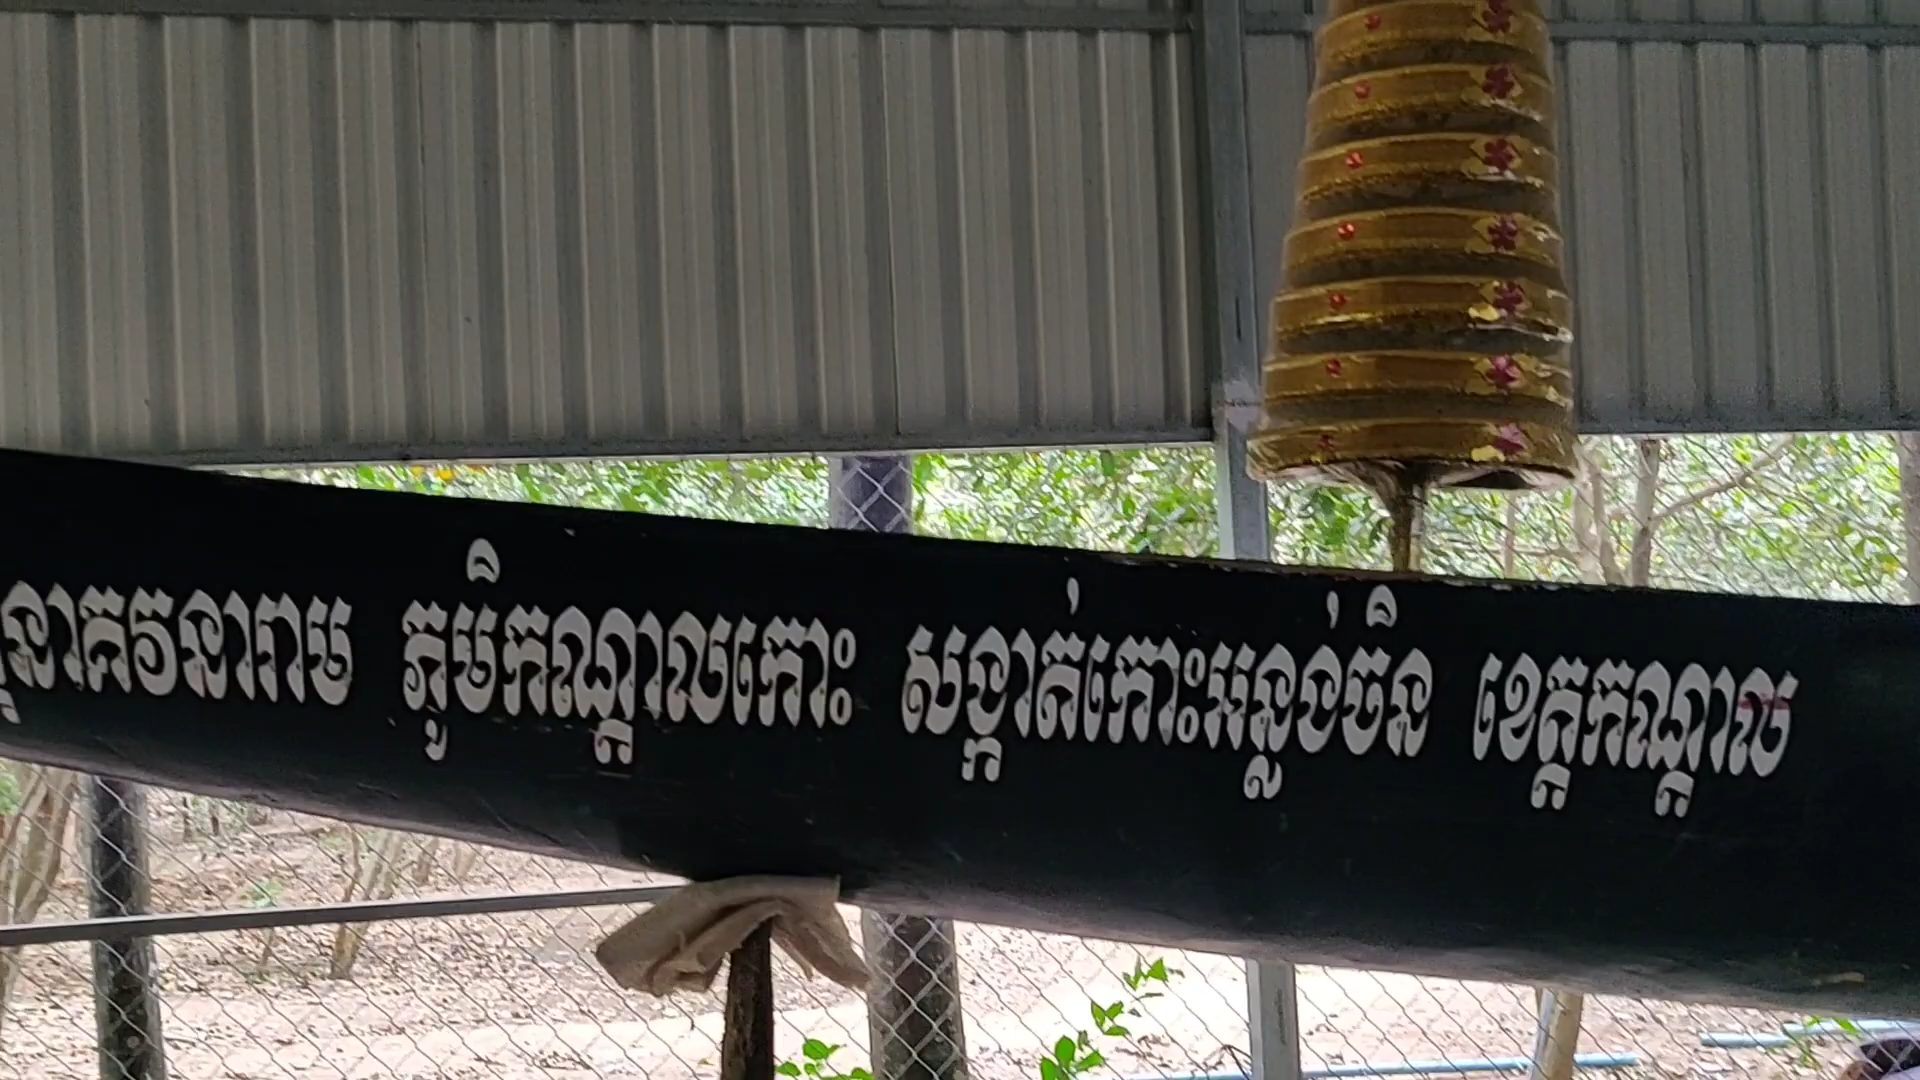 នាគវនារាម ភូមិកណ្ដាលកោះ សង្កាត់កោះអន្លង់ចិន ខេត្តកណ្ដាល